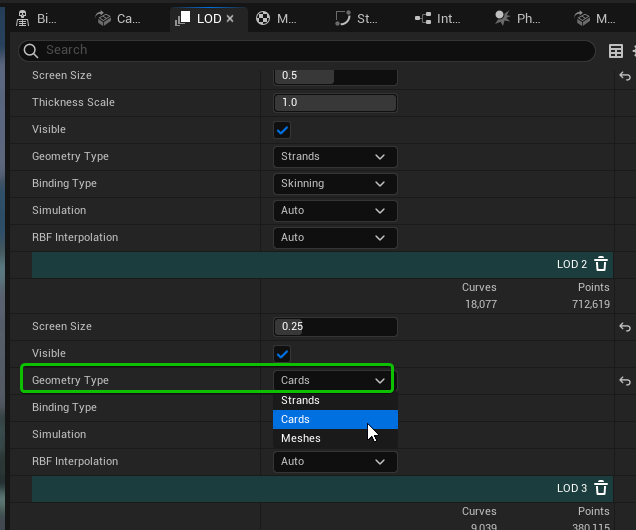 Bi... Ca... LOD × M... St... Int... Ph... M...
Search
Screen Size 0.5
Thickness Scale 1.0
Visible
Geometry Type Strands
Binding Type Skinning
Simulation Auto
RBF Interpolation Auto
LOD 2
Curves Points
18,077 712,619
Screen Size 0.25
Visible
Geometry Type Cards
Strands
Binding Type
Cards
Simulation
Meshes
RBF Interpolation Auto
LOD 3
Curves Points
9,039 380,115